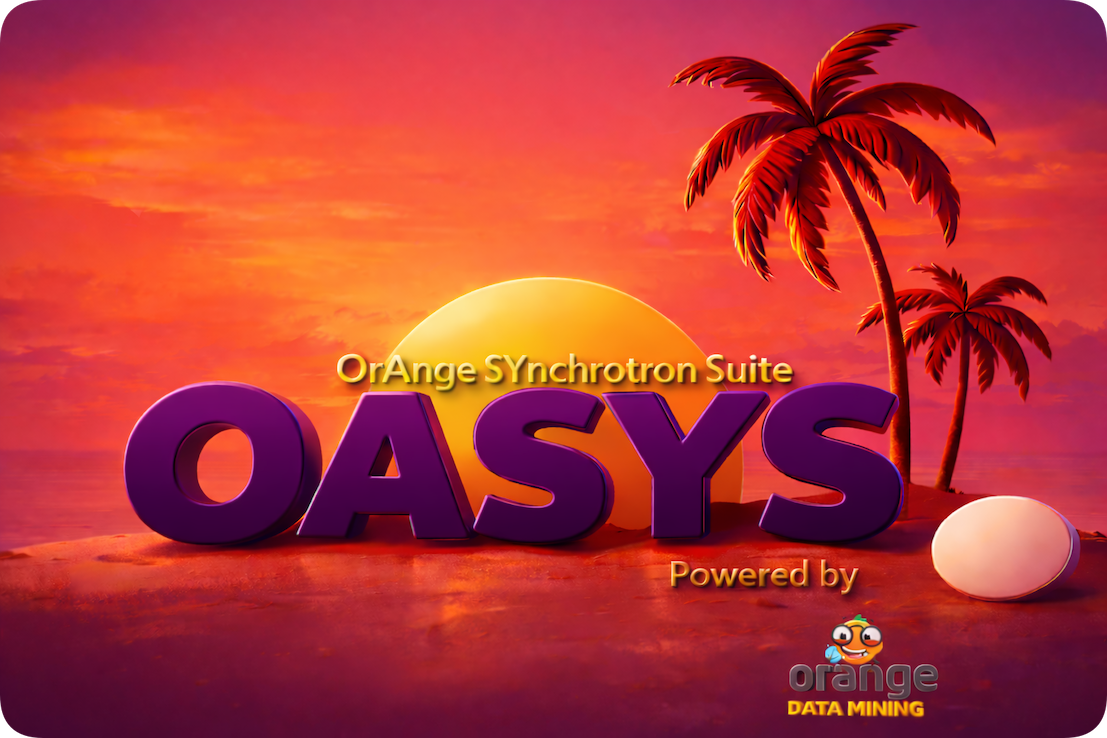 OrAnge SYnchrotron Suite
OASYS
Powered by
orange
DATA MINING